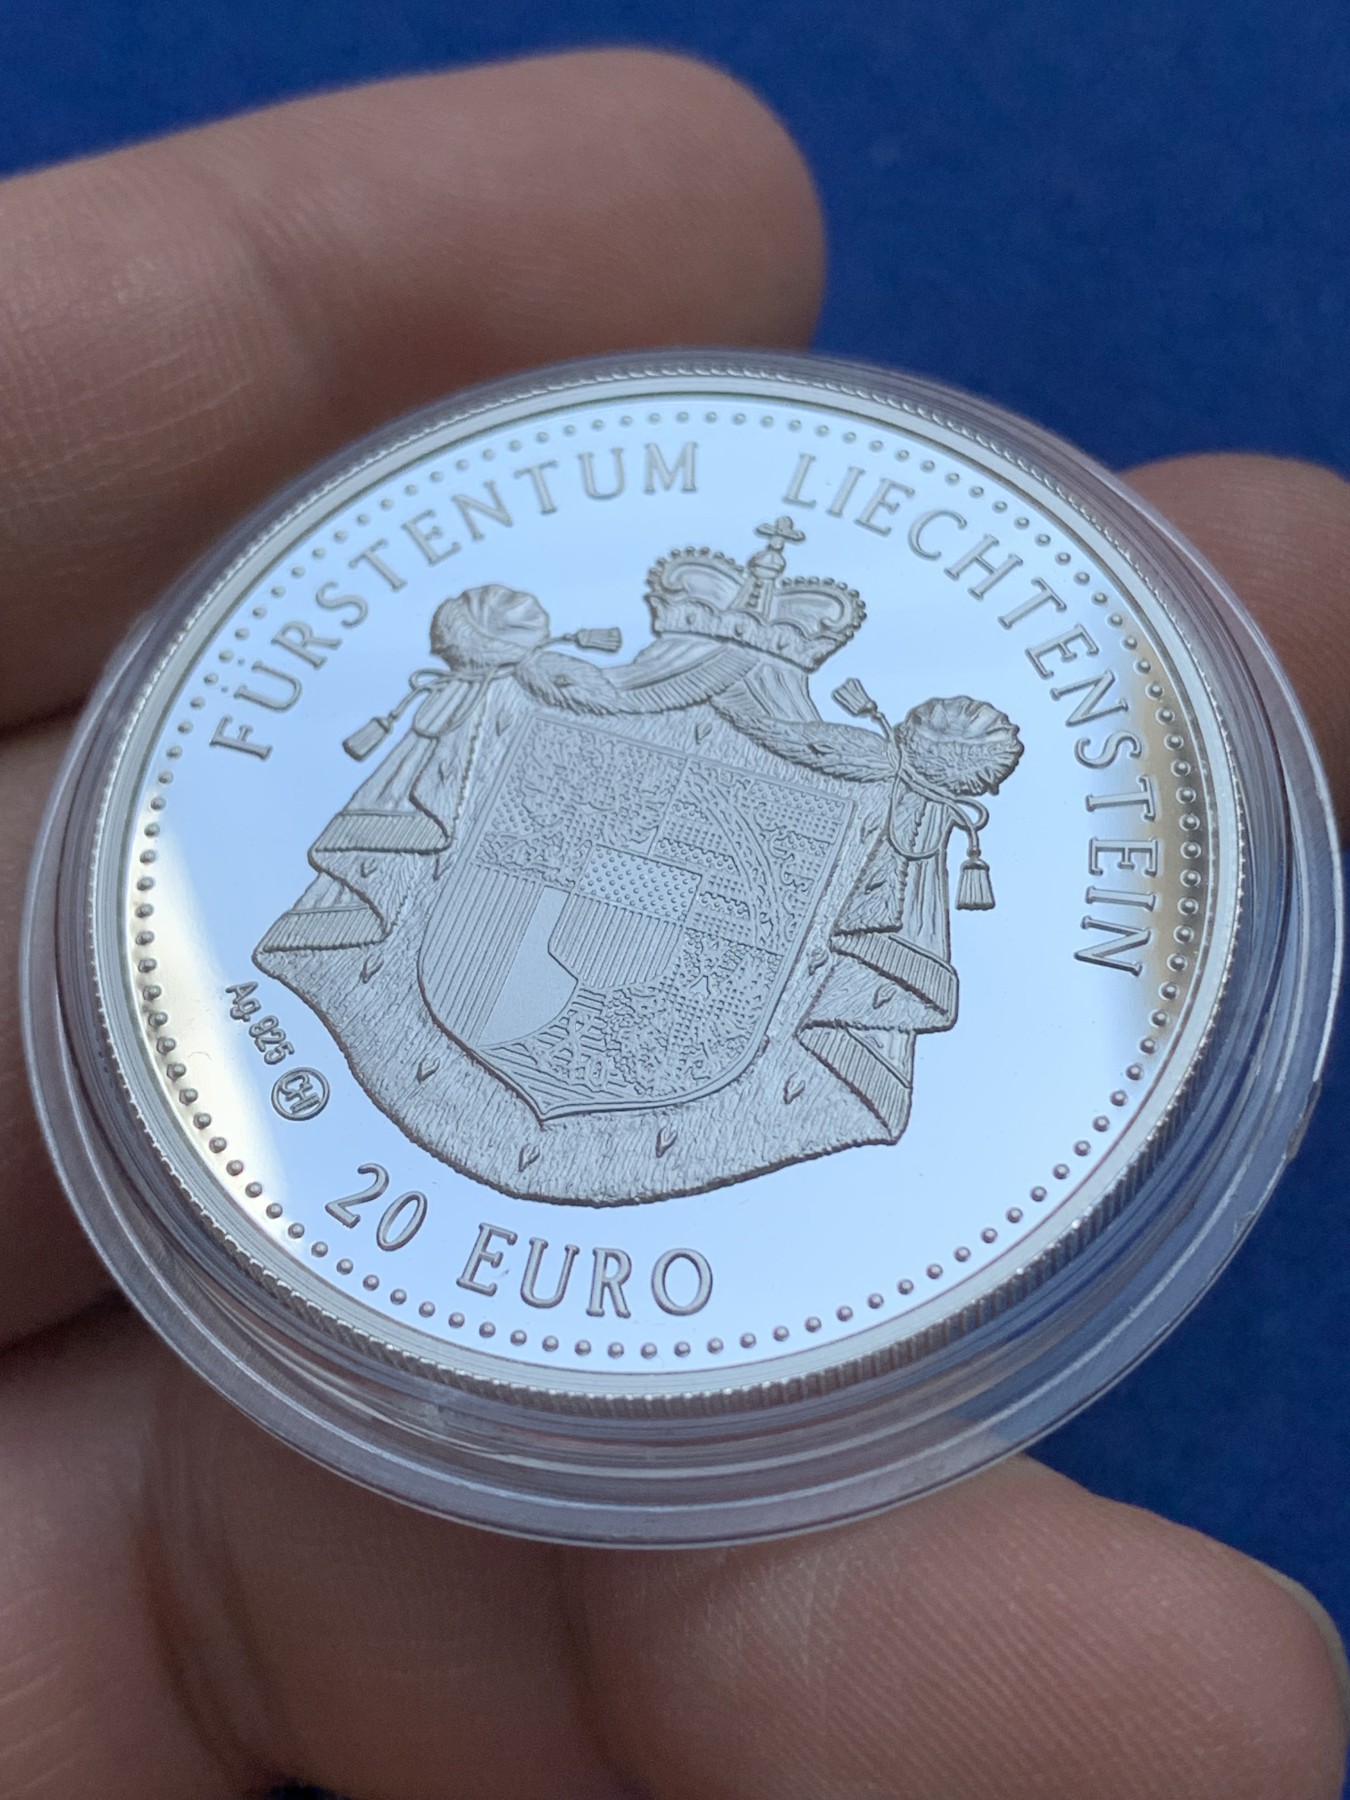 FÜRSTENTUM LIECHTENSTEIN
Ag 925 CHI
20 EURO